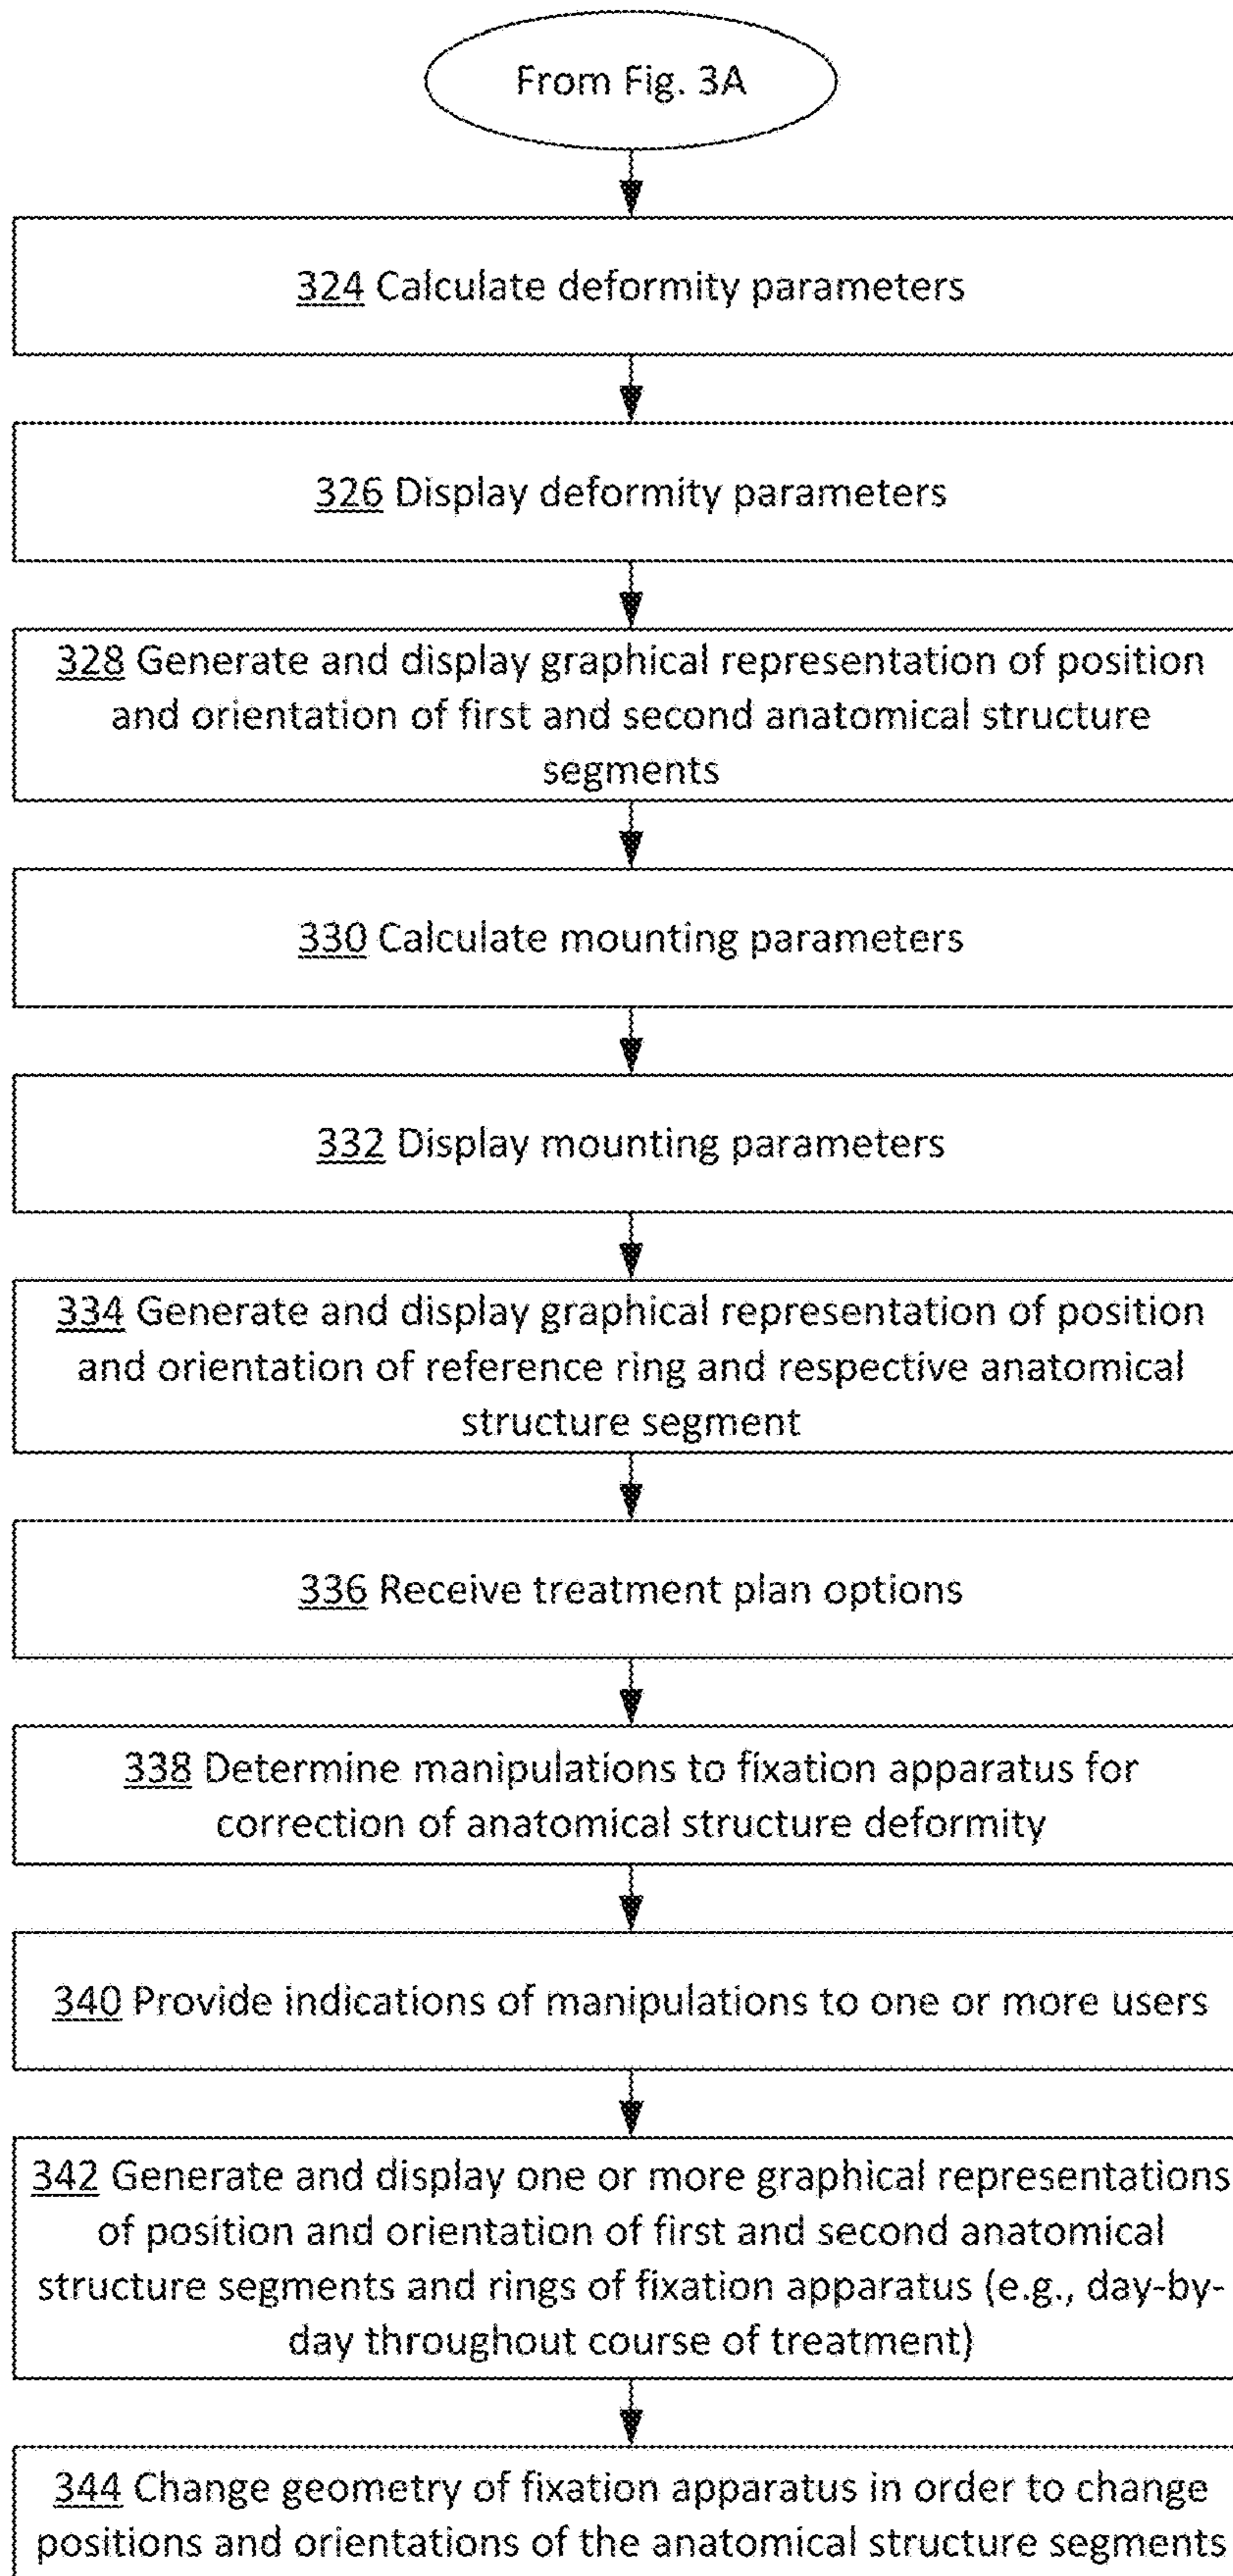 From Fig. 3A
324 Calculate deformity parameters
326 Display deformity parameters
328 Generate and display graphical representation of position
and orientation of first and second anatomical structure
segments
330 Calculate mounting parameters
332 Display mounting parameters
334 Generate and display graphical representation of position
and orientation of reference ring and respective anatomical
structure segment
336 Receive treatment plan options
338 Determine manipulations to fixation apparatus for
correction of anatomical structure deformity
340 Provide indications of manipulations to one or more users
342 Generate and display one or more graphical representations
of position and orientation of first and second anatomical
structure segments and rings of fixation apparatus (e.g., day-by-
day throughout course of treatment)
344 Change geometry of fixation apparatus in order to change
positions and orientations of the anatomical structure segments